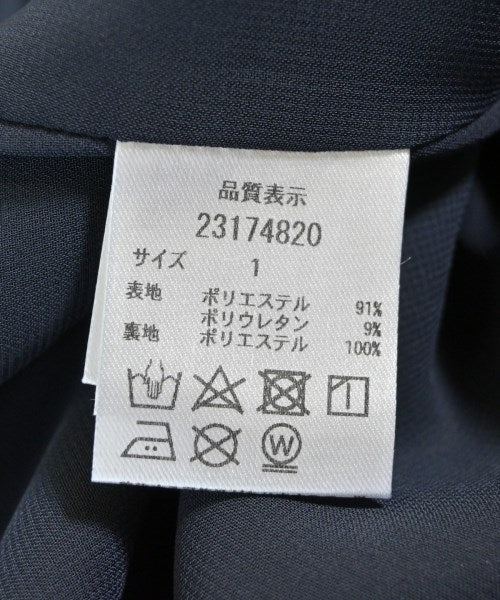 品質表示
23174820
サイズ 1
表地 ポリエステル 91%
ポリウレタン 9%
裏地 ポリエステル 100%
W